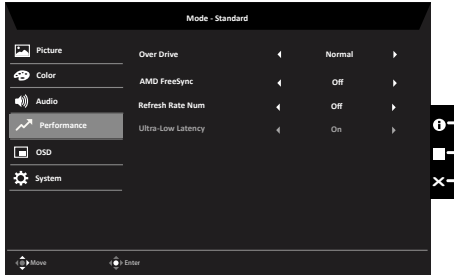 Mode - Standard
Picture
Over Drive Normal
Color
AMD FreeSync Off
Audio
Refresh Rate Num Off
Performance
Ultra-Low Latency On
OSD
System
Move Enter